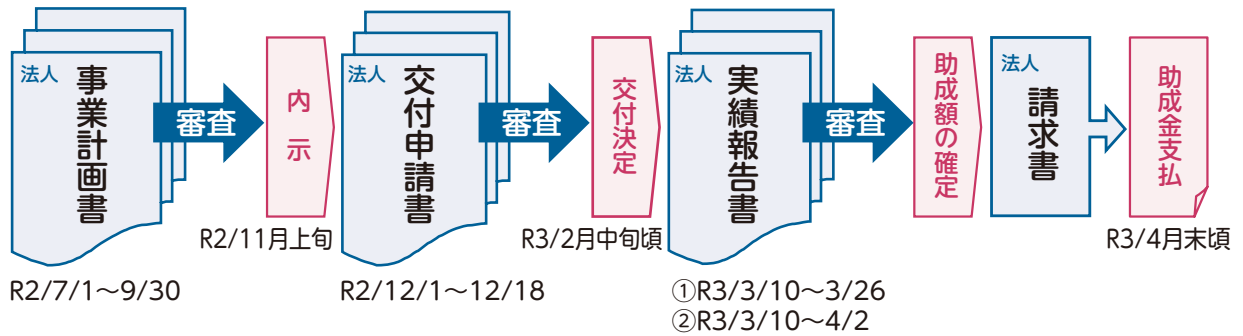 法人
事業計画書
審査
内示
法人
交付申請書
審査
交付決定
法人
実績報告書
審査
助成額の確定
法人
請求書
助成金支払
R2/11月上旬
R3/2月中旬頃
R3/4月末頃
R2/7/1～9/30
R2/12/1～12/18
①R3/3/10～3/26
②R3/3/10～4/2